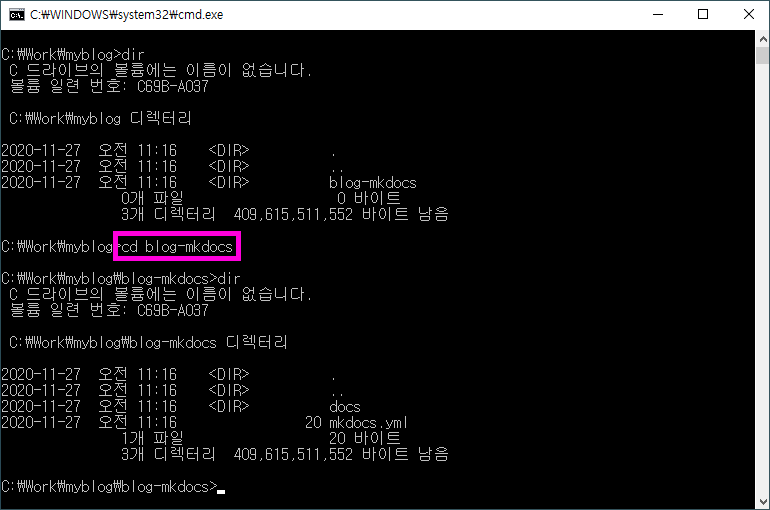 C:₩WINDOWS₩system32₩cmd.exe
C:₩Work₩myblog>dir
C 드라이브의 볼륨에는 이름이 없습니다.
볼륨 일련 번호: C69B-A037
C:₩Work₩myblog 디렉터리
2020-11-27 오전 11:16 <DIR> .
2020-11-27 오전 11:16 <DIR> ..
2020-11-27 오전 11:16 <DIR> blog-mkdocs
0개 파일 0 바이트
3개 디렉터리 409,615,511,552 바이트 남음
C:₩Work₩myblog>cd blog-mkdocs
C:₩Work₩myblog₩blog-mkdocs>dir
C 드라이브의 볼륨에는 이름이 없습니다.
볼륨 일련 번호: C69B-A037
C:₩Work₩myblog₩blog-mkdocs 디렉터리
2020-11-27 오전 11:16 <DIR> .
2020-11-27 오전 11:16 <DIR> ..
2020-11-27 오전 11:16 <DIR> docs
2020-11-27 오전 11:16 20 mkdocs.yml
1개 파일 20 바이트
3개 디렉터리 409,615,511,552 바이트 남음
C:₩Work₩myblog₩blog-mkdocs>